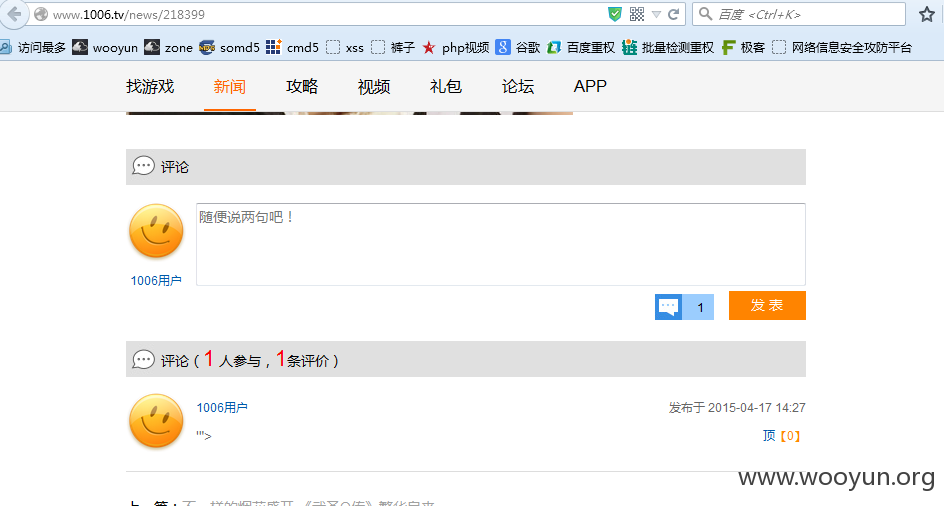 www.1006.tv/news/218399
百度 <Ctrl+K>
访问最多 wooyun zone somd5 cmd5 xss 裤子 php视频 谷歌 百度重权 批量检测重权 极客 网络信息安全攻防平台
找游戏 新闻 攻略 视频 礼包 论坛 APP
评论
随便说两句吧！
1006用户
1 发 表
评论 ( 1 人参与，1条评价 )
1006用户 发布于 2015-04-17 14:27
'"> 顶【0】
www.wooyun.org